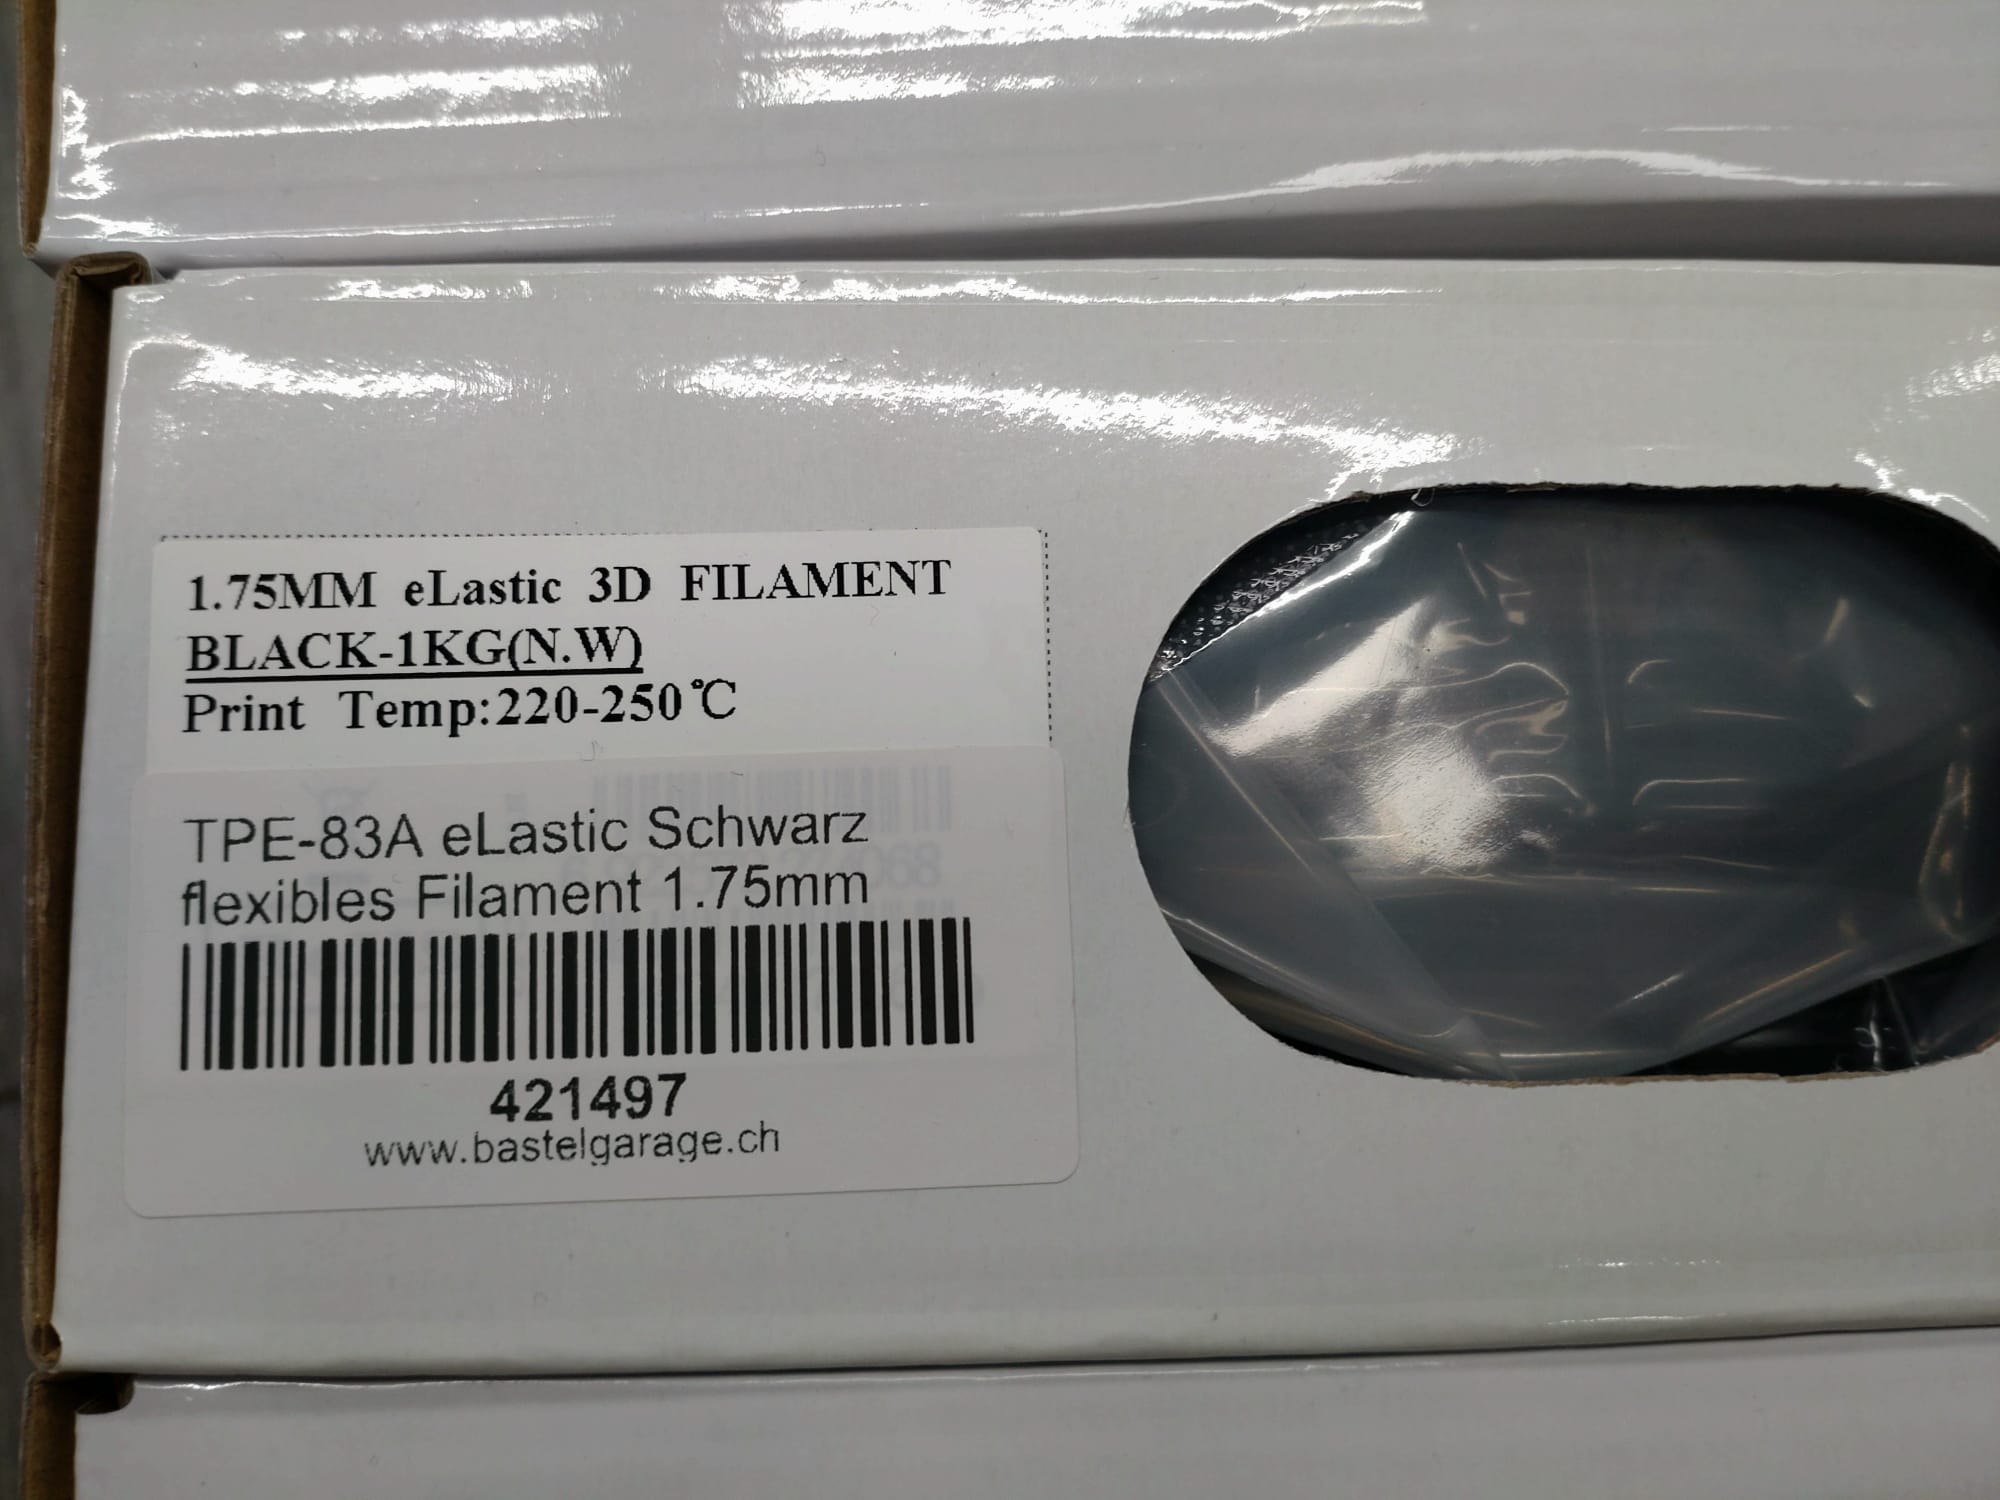 1.75MM eLastic 3D FILAMENT
BLACK-1KG(N.W)
Print Temp:220-250℃
TPE-83A eLastic Schwarz
flexibles Filament 1.75mm
421497
www.bastelgarage.ch